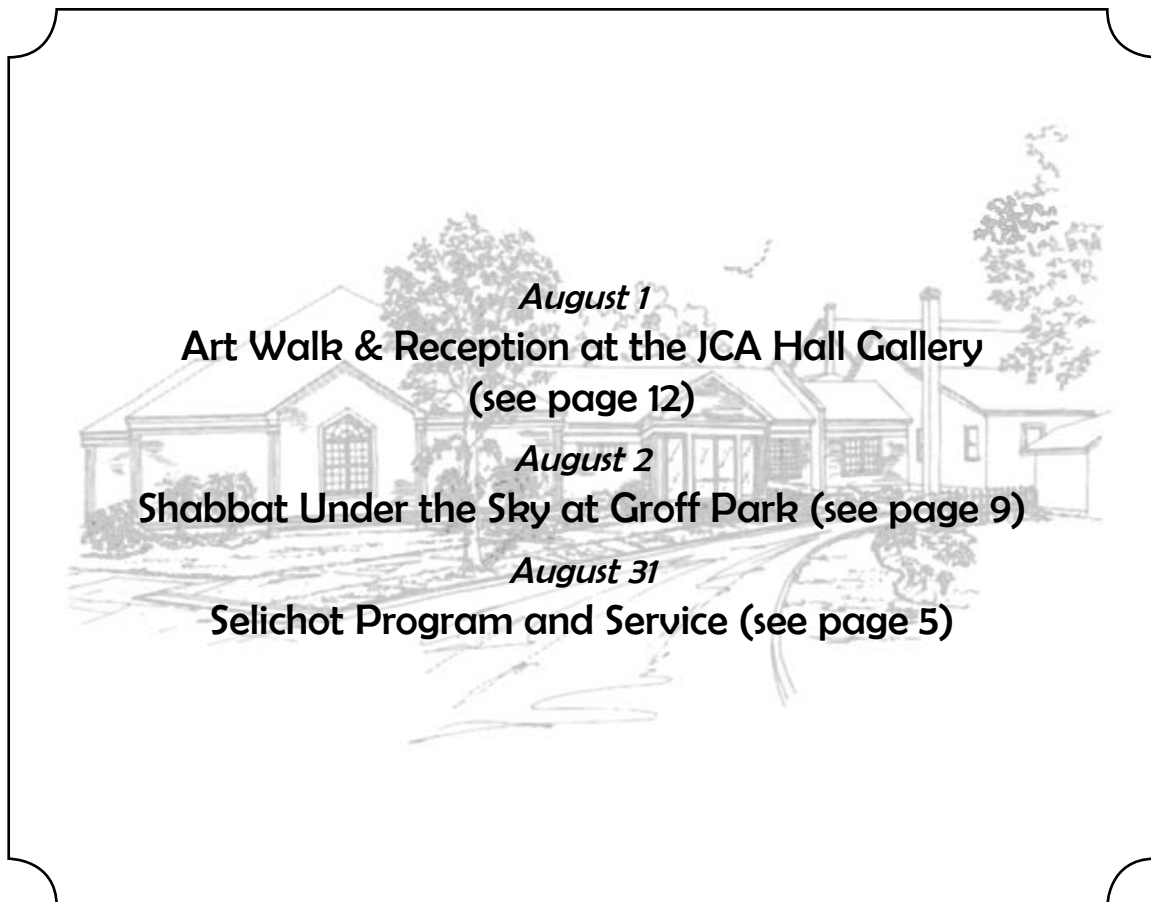 August 1
Art Walk & Reception at the JCA Hall Gallery
(see page 12)
August 2
Shabbat Under the Sky at Groff Park (see page 9)
August 31
Selichot Program and Service (see page 5)